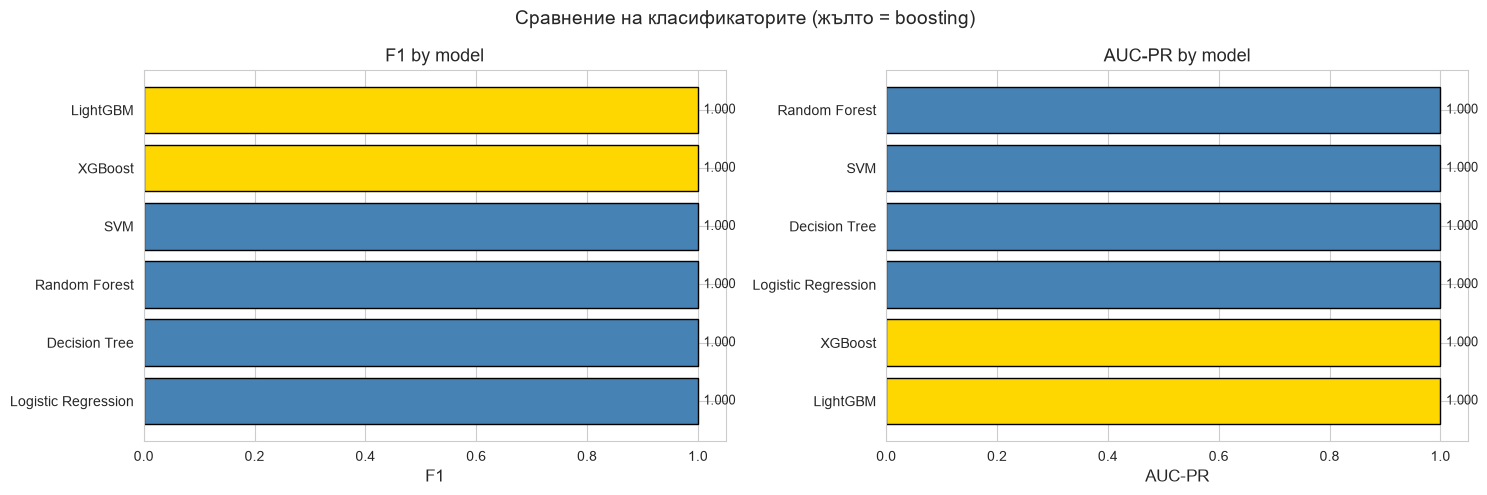 Сравнение на класификаторите (жълто = boosting)
F1 by model
LightGBM
1.000
XGBoost
1.000
SVM
1.000
Random Forest
1.000
Decision Tree
1.000
Logistic Regression
1.000
0.0 0.2 0.4 0.6 0.8 1.0
F1
AUC-PR by model
Random Forest
1.000
SVM
1.000
Decision Tree
1.000
Logistic Regression
1.000
XGBoost
1.000
LightGBM
1.000
0.0 0.2 0.4 0.6 0.8 1.0
AUC-PR